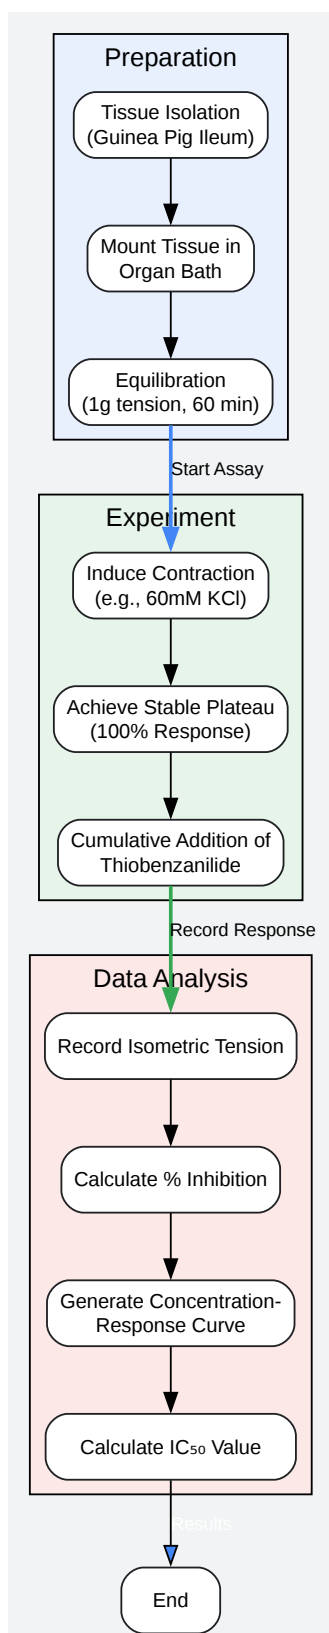 Preparation
Tissue Isolation
(Guinea Pig Ileum)
Mount Tissue in
Organ Bath
Equilibration
(1g tension, 60 min)
Start Assay
Experiment
Induce Contraction
(e.g., 60mM KCl)
Achieve Stable Plateau
(100% Response)
Cumulative Addition of
Thiobenzanilide
Record Response
Data Analysis
Record Isometric Tension
Calculate % Inhibition
Generate Concentration-
Response Curve
Calculate IC₅₀ Value
Results
End